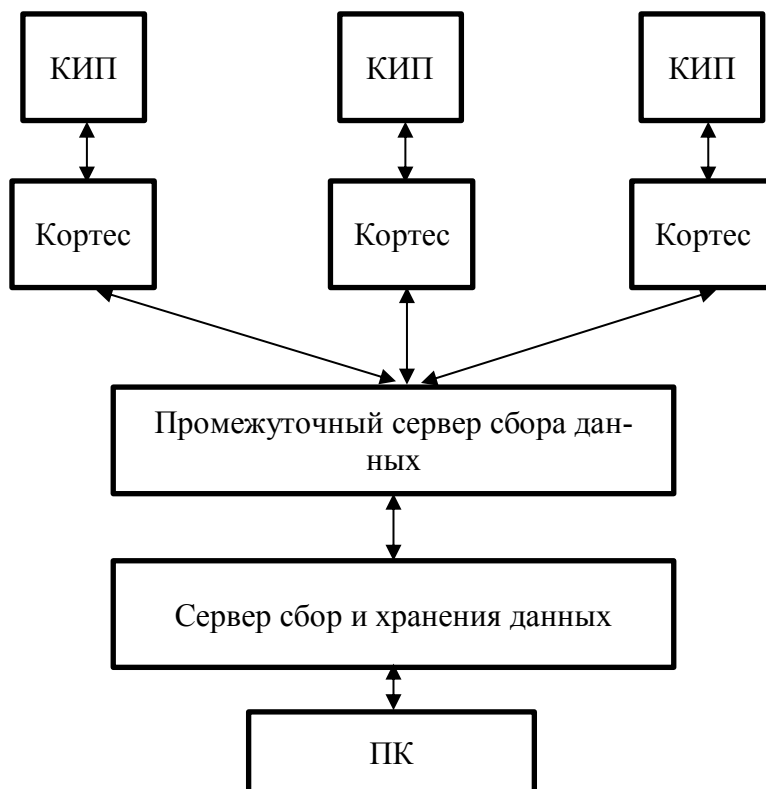 КИП
КИП
КИП
Кортес
Кортес
Кортес
Промежуточный сервер сбора дан-
ных
Сервер сбор и хранения данных
ПК